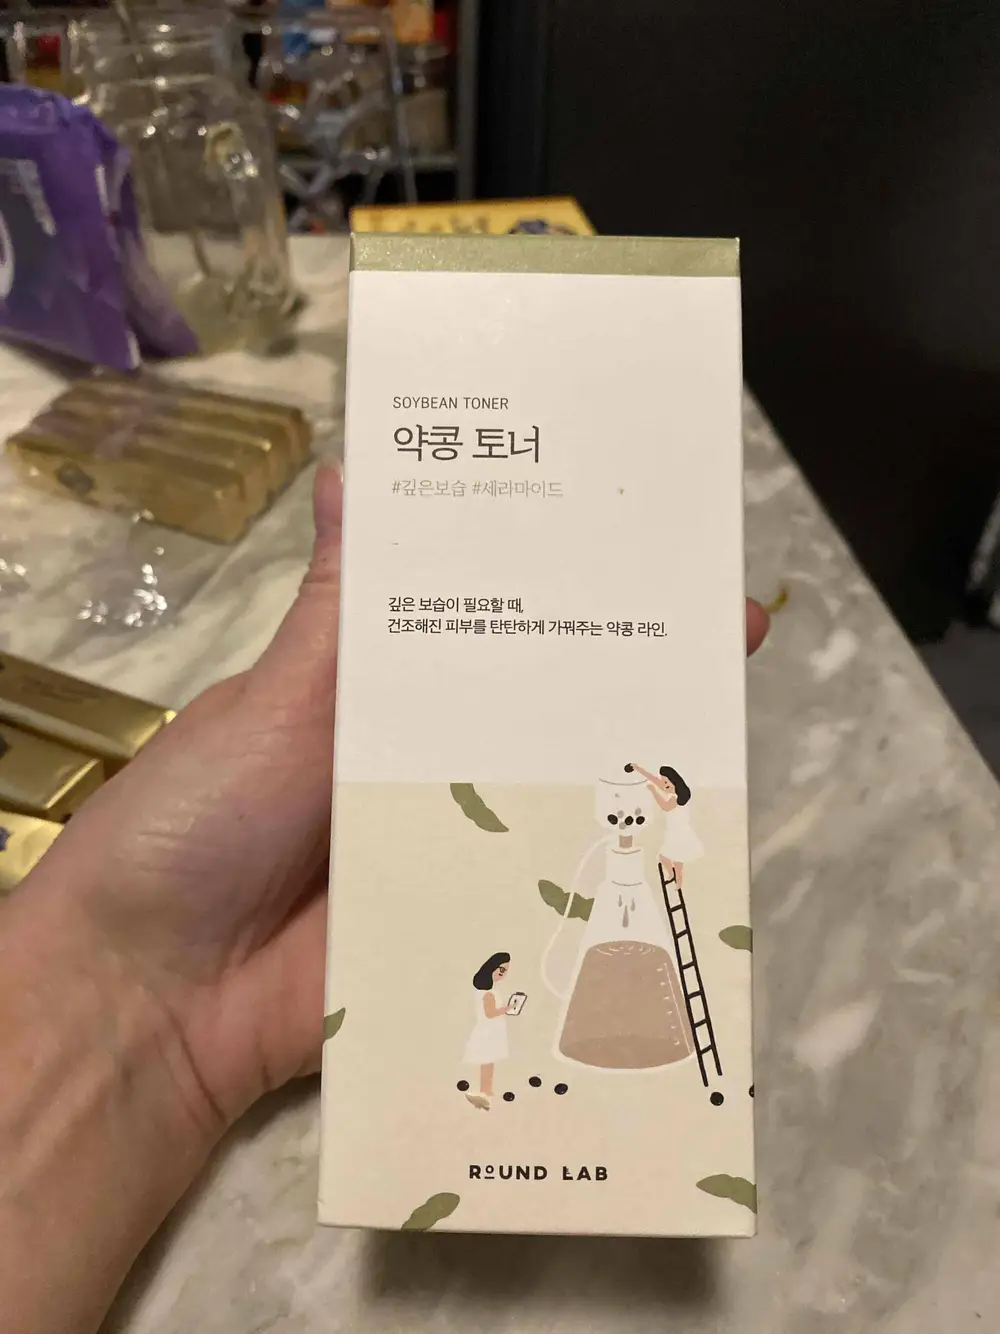 SOYBEAN TONER
약콩 토너
#깊은보습 #세라마이드
깊은 보습이 필요할 때,
건조해진 피부를 탄탄하게 가꿔주는 약콩 라인.
ROUND LAB